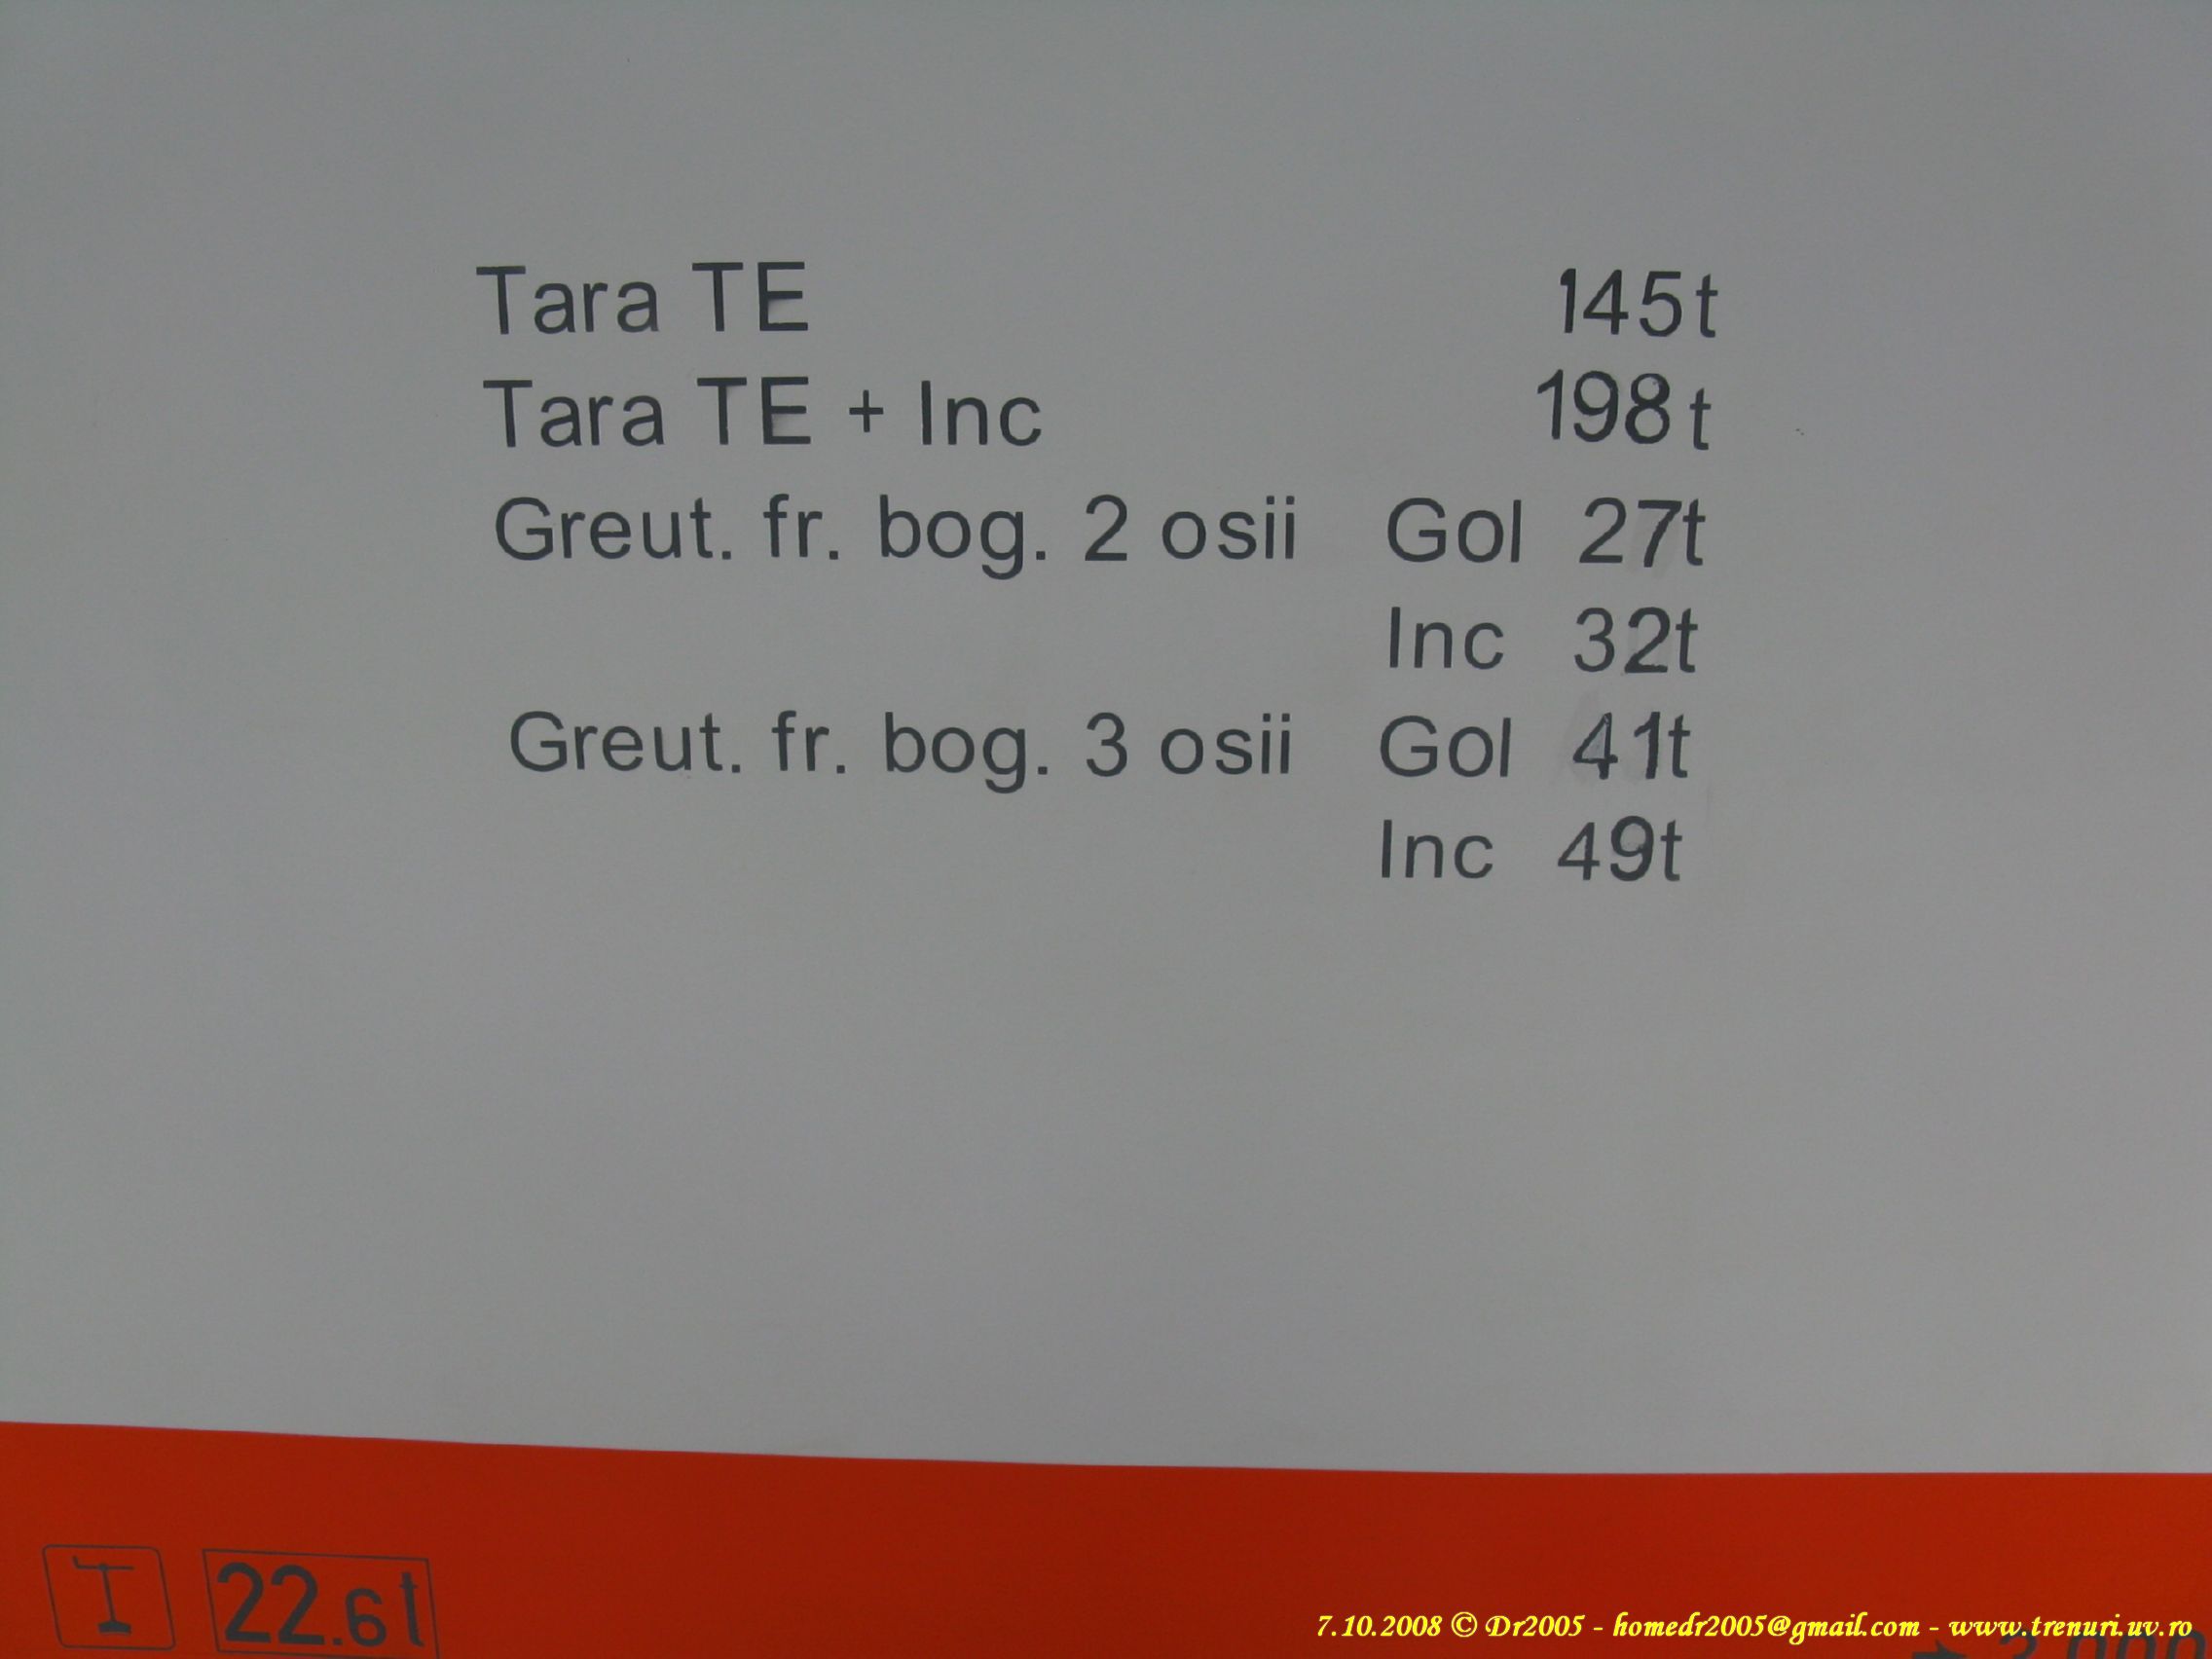 Tara TE 145t
Tara TE + Inc 198t
Greut. fr. bog. 2 osii Gol 27t
Inc 32t
Greut. fr. bog. 3 osii Gol 41t
Inc 49t
22.6t
7.10.2008 © Dr2005 - homedr2005@gmail.com - www.trenuri.uv.ro